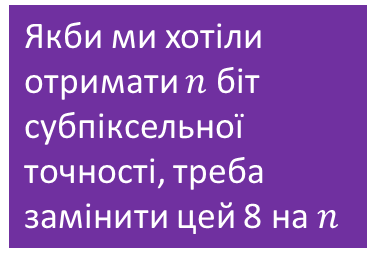 Якби ми хотіли
отримати n біт
субпіксельної
точності, треба
замінити цей 8 на n